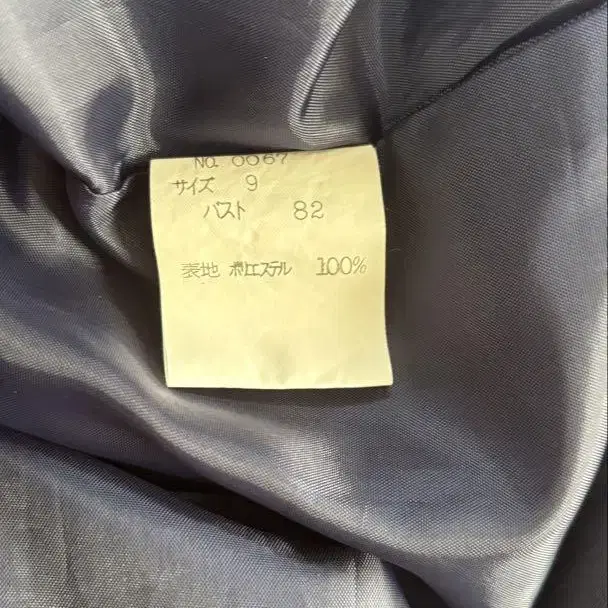 No. 0067
サイズ 9
バスト 82
表地 ポリエステル 100%